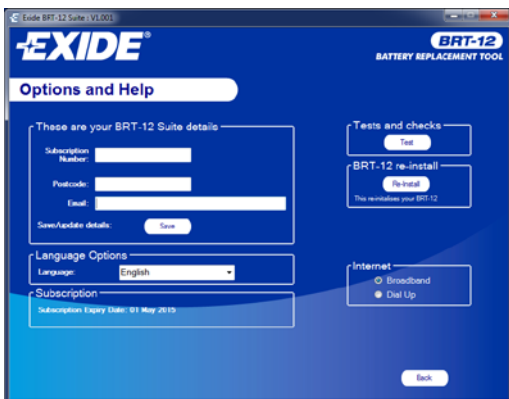 Exide BRT-12 Suite : V1.001
EXIDE®
BRT-12
BATTERY REPLACEMENT TOOL
Options and Help
These are your BRT-12 Suite details
Subscription
Number:
Postcode:
Email:
Save/update details:
Save
Language Options
Language:
English
Subscription
Subscription Expiry Date: 01 May 2015
Tests and checks
Test
BRT-12 re-install
Re-Install
This reinitialises your BRT-12
Internet
Broadband
Dial Up
Back